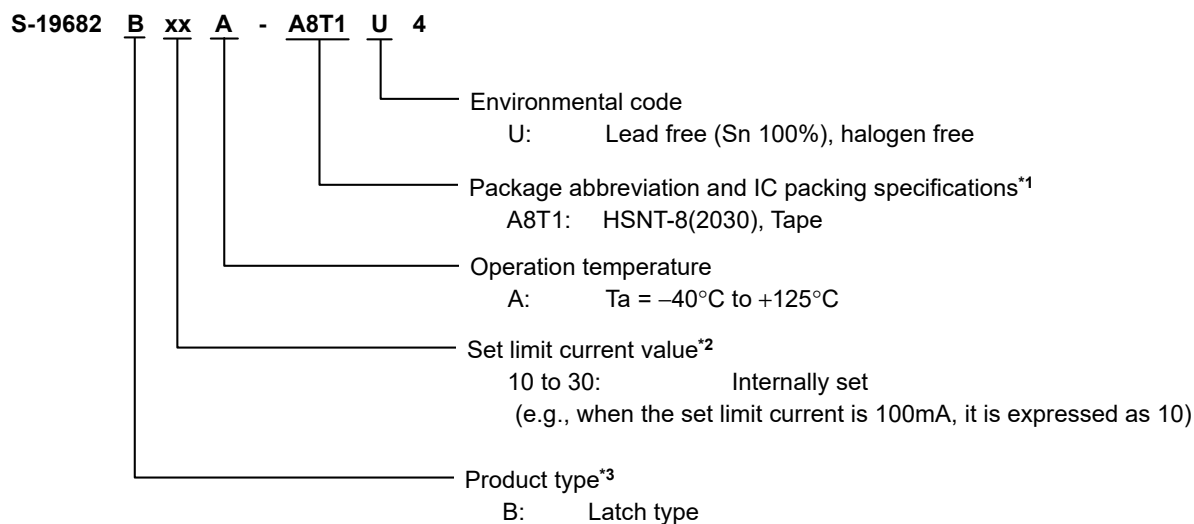 S-19682 B xx A - A8T1 U 4
Environmental code
U: Lead free (Sn 100%), halogen free
Package abbreviation and IC packing specifications*1
A8T1: HSNT-8(2030), Tape
Operation temperature
A: Ta = −40°C to +125°C
Set limit current value*2
10 to 30: Internally set
(e.g., when the set limit current is 100mA, it is expressed as 10)
Product type*3
B: Latch type